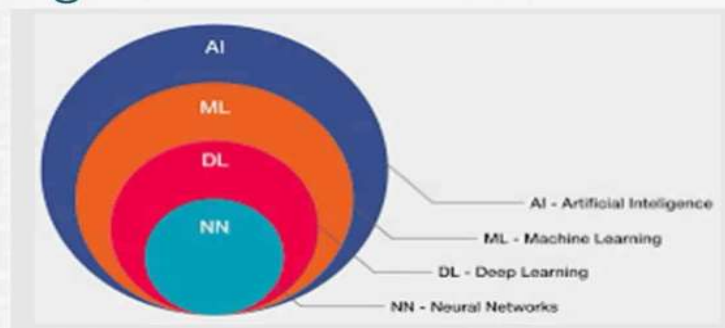 AI
ML
DL
NN
AI - Artificial Inteligence
ML - Machine Learning
DL - Deep Learning
NN - Neural Networks